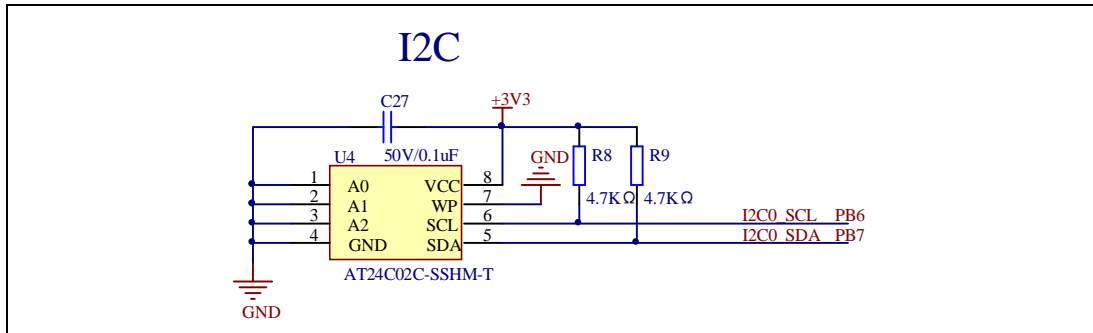 I2C
C27
+3V3
U4
50V/0.1uF
GND
R8
R9
1
A0
VCC
8
2
A1
WP
7
4.7KΩ
4.7KΩ
3
A2
SCL
6
I2C0_SCL
PB6
4
GND
SDA
5
I2C0_SDA
PB7
AT24C02C-SSHM-T
GND